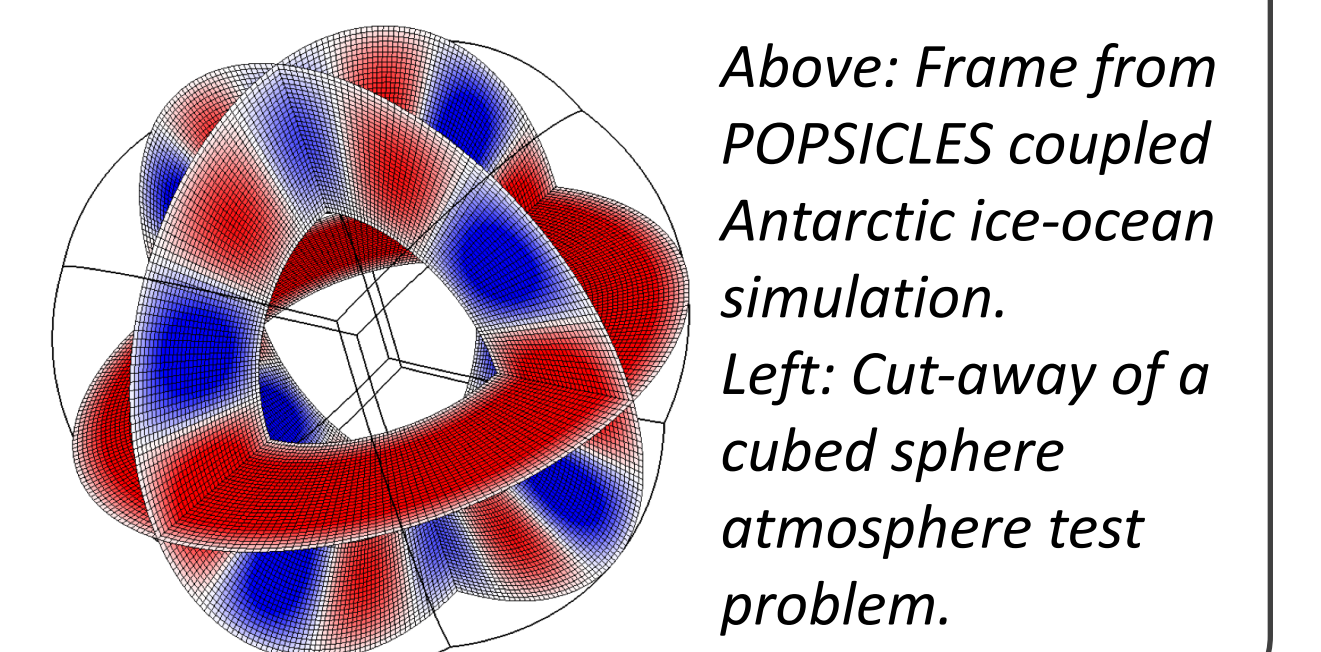 Above: Frame from
POPSICLES coupled
Antarctic ice-ocean
simulation.
Left: Cut-away of a
cubed sphere
atmosphere test
problem.